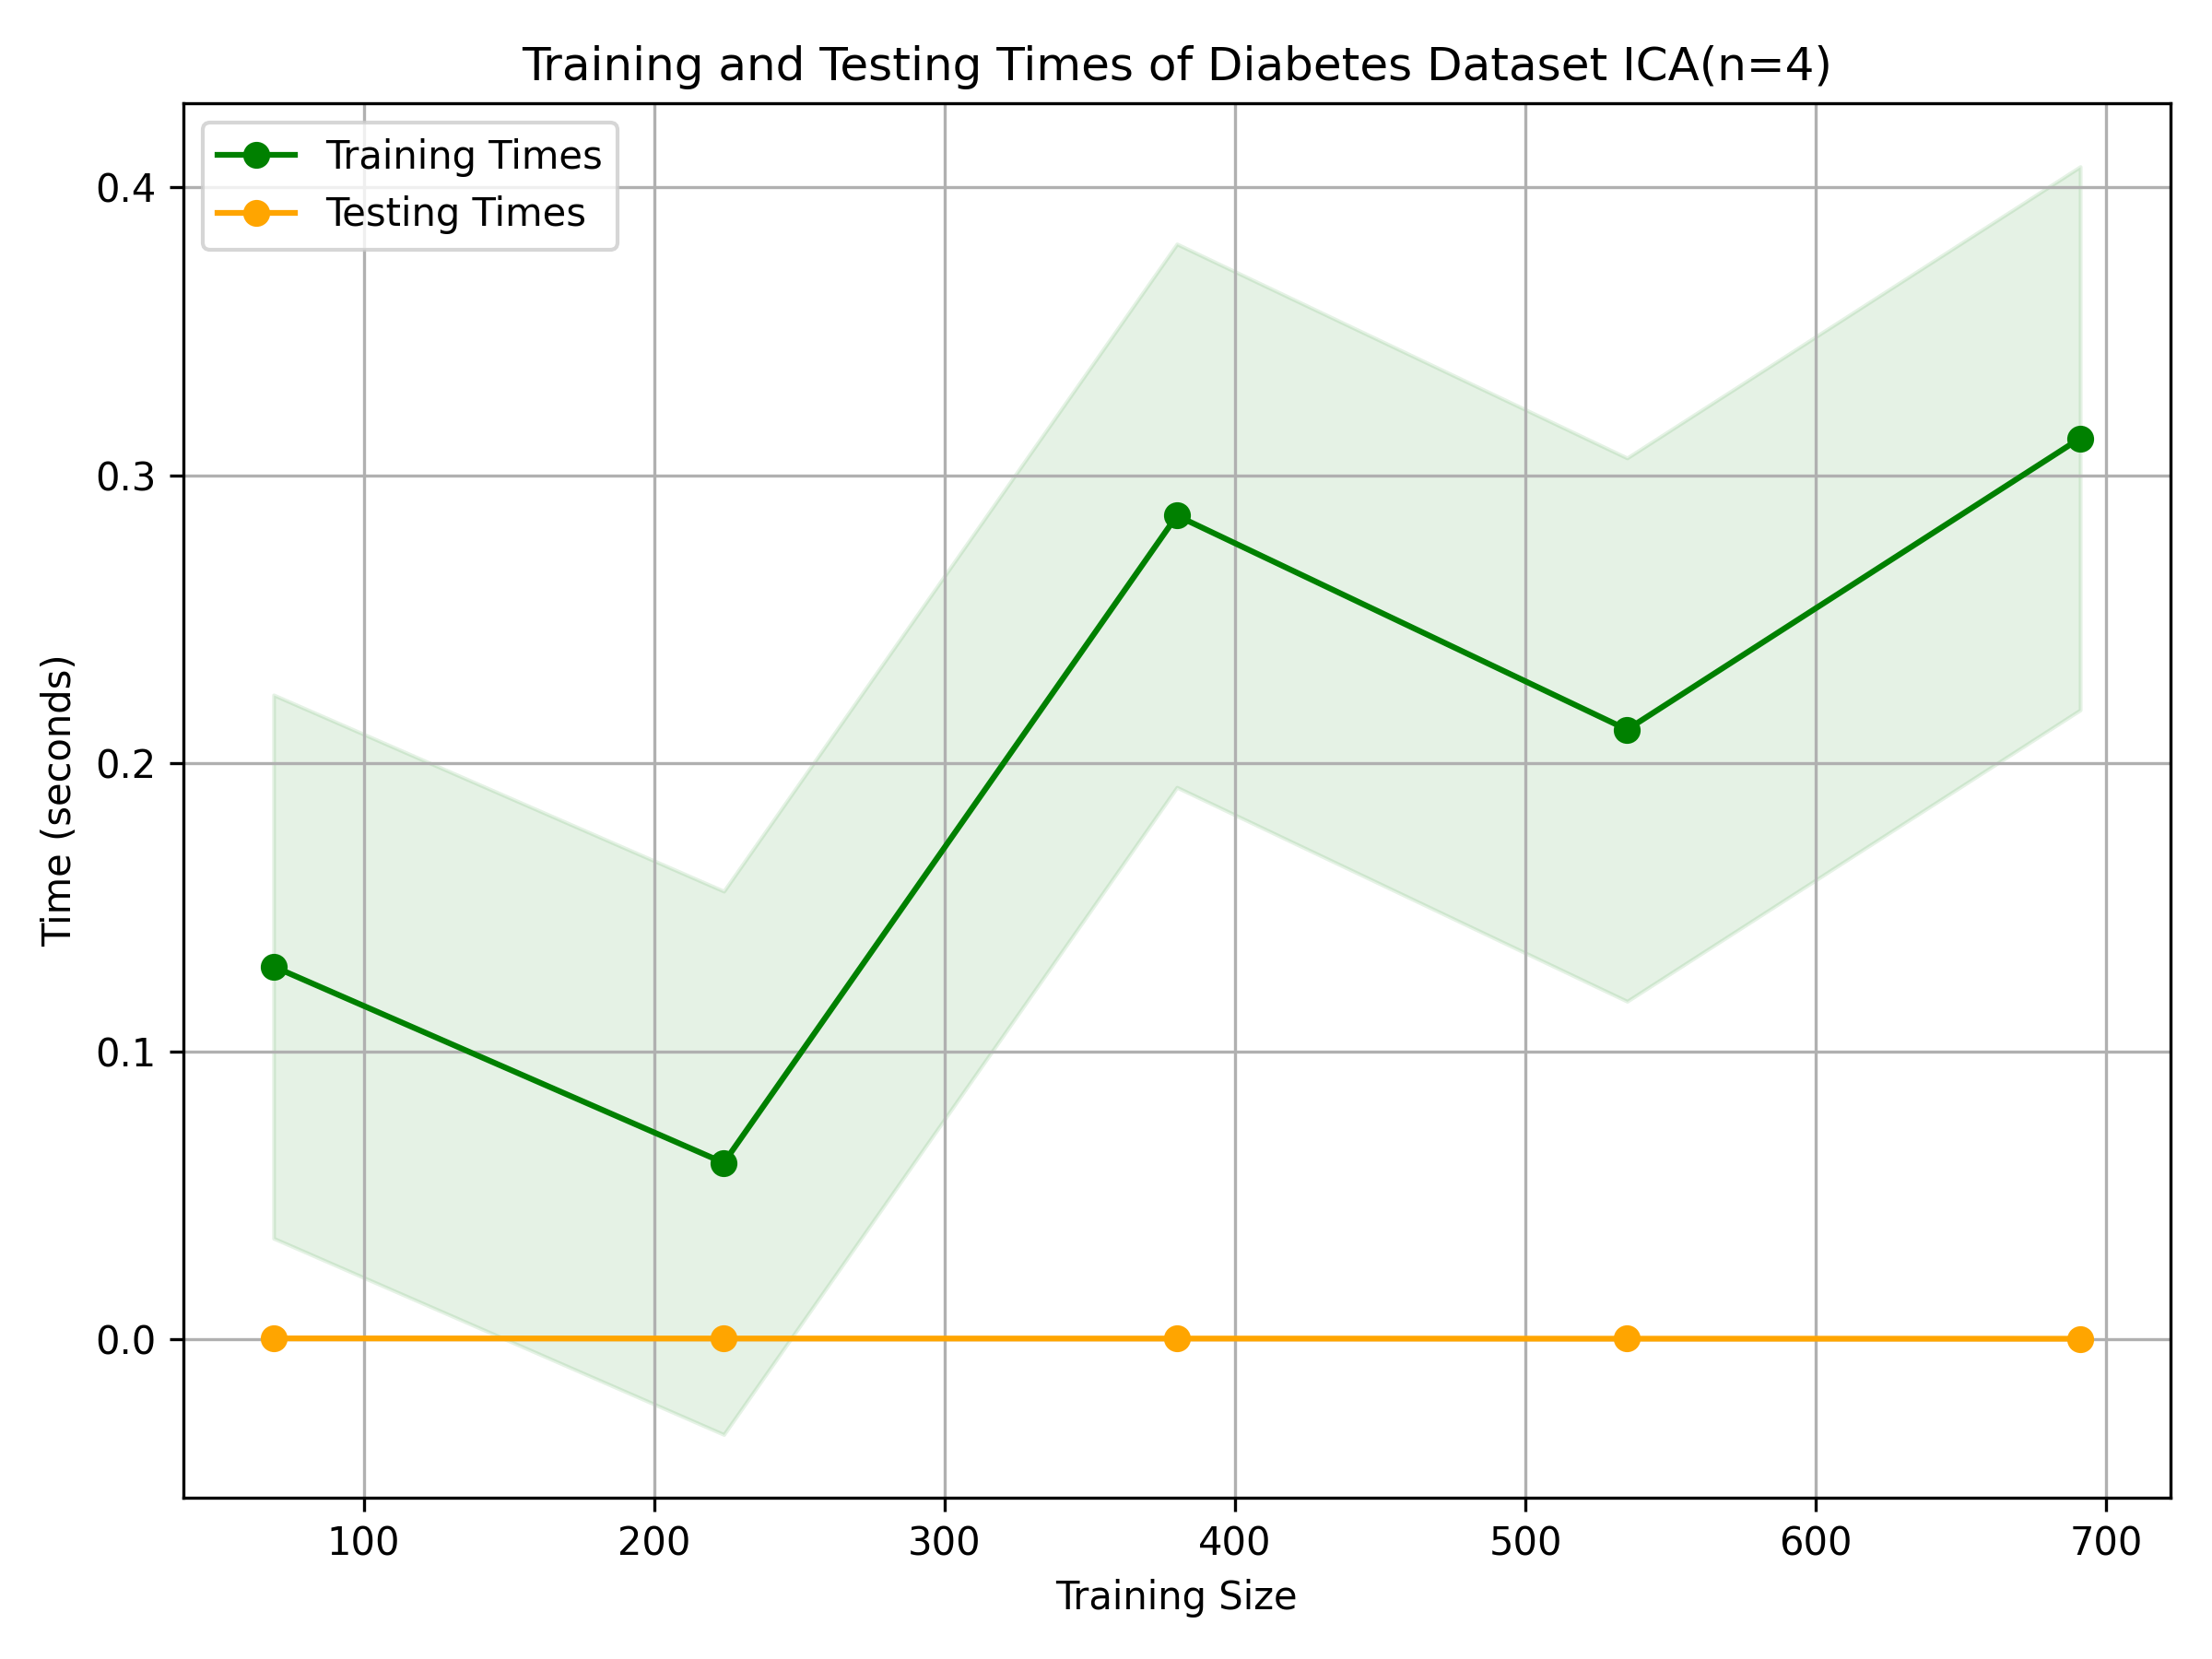 Training and Testing Times of Diabetes Dataset ICA(n=4)
Training Times
Testing Times
0.4
0.3
0.2
0.1
0.0
Time (seconds)
100 200 300 400 500 600 700
Training Size